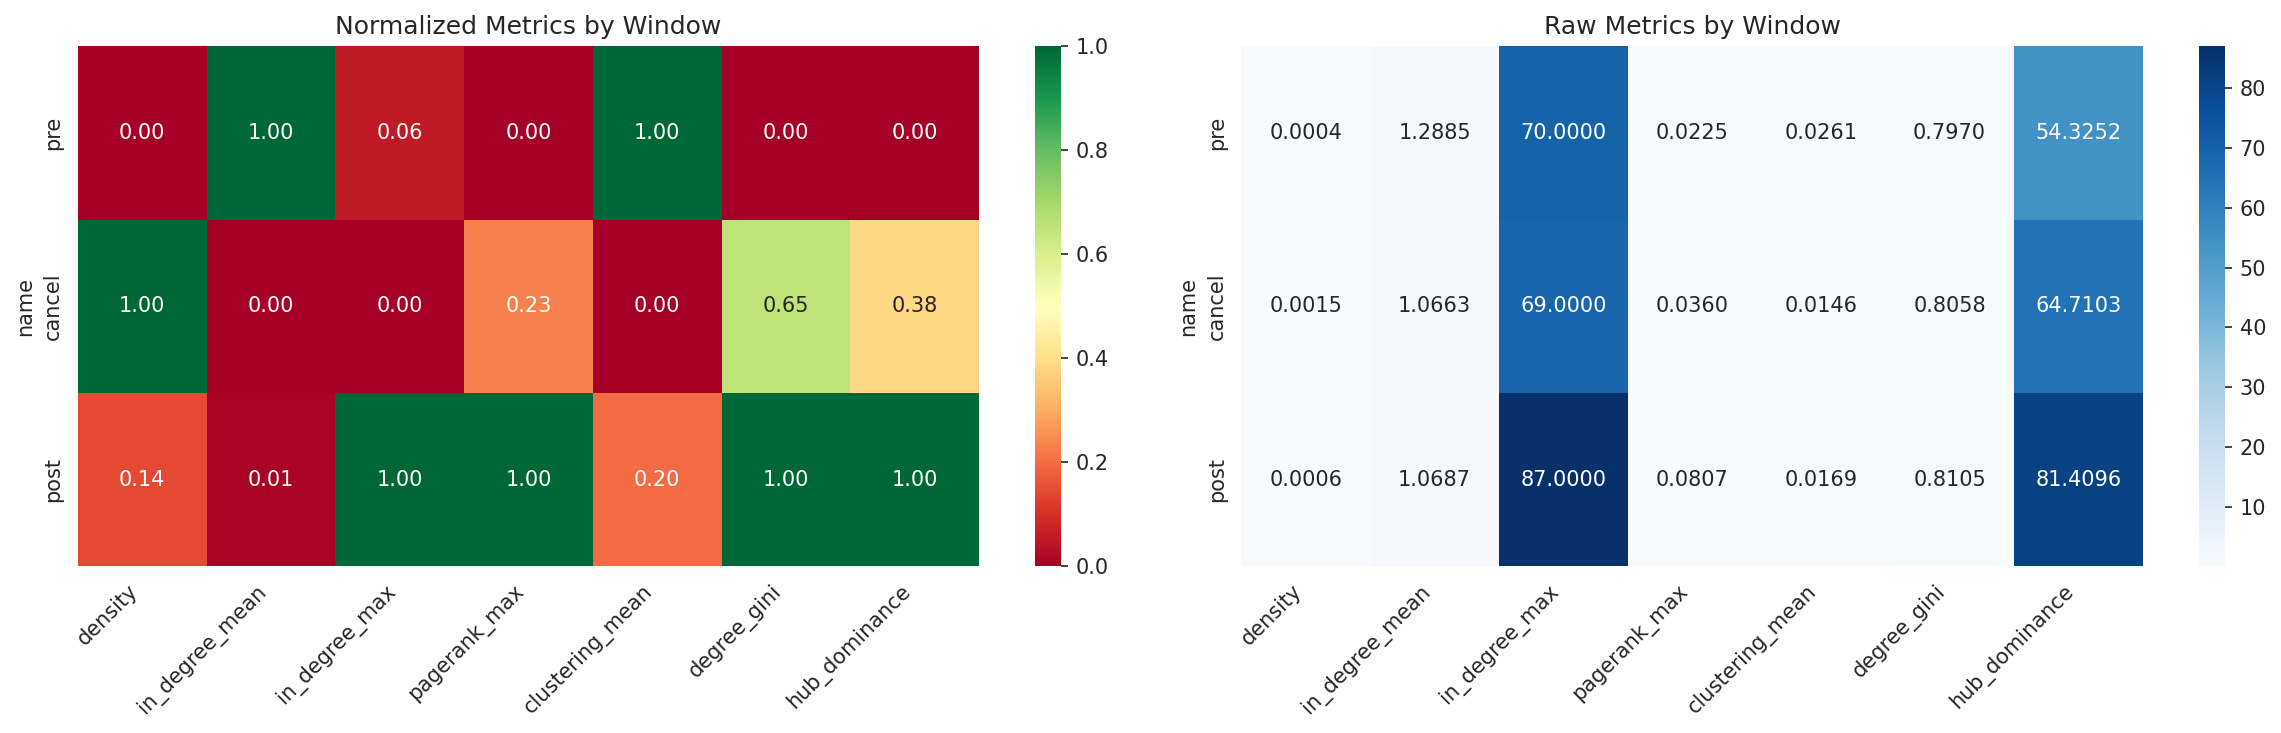 Normalized Metrics by Window
pre 0.00 1.00 0.06 0.00 1.00 0.00 0.00
name
cancel 1.00 0.00 0.00 0.23 0.00 0.65 0.38
post 0.14 0.01 1.00 1.00 0.20 1.00 1.00
density in_degree_mean in_degree_max pagerank_max clustering_mean degree_gini hub_dominance
1.0
0.8
0.6
0.4
0.2
0.0
Raw Metrics by Window
pre 0.0004 1.2885 70.0000 0.0225 0.0261 0.7970 54.3252
name
cancel 0.0015 1.0663 69.0000 0.0360 0.0146 0.8058 64.7103
post 0.0006 1.0687 87.0000 0.0807 0.0169 0.8105 81.4096
density in_degree_mean in_degree_max pagerank_max clustering_mean degree_gini hub_dominance
80
70
60
50
40
30
20
10